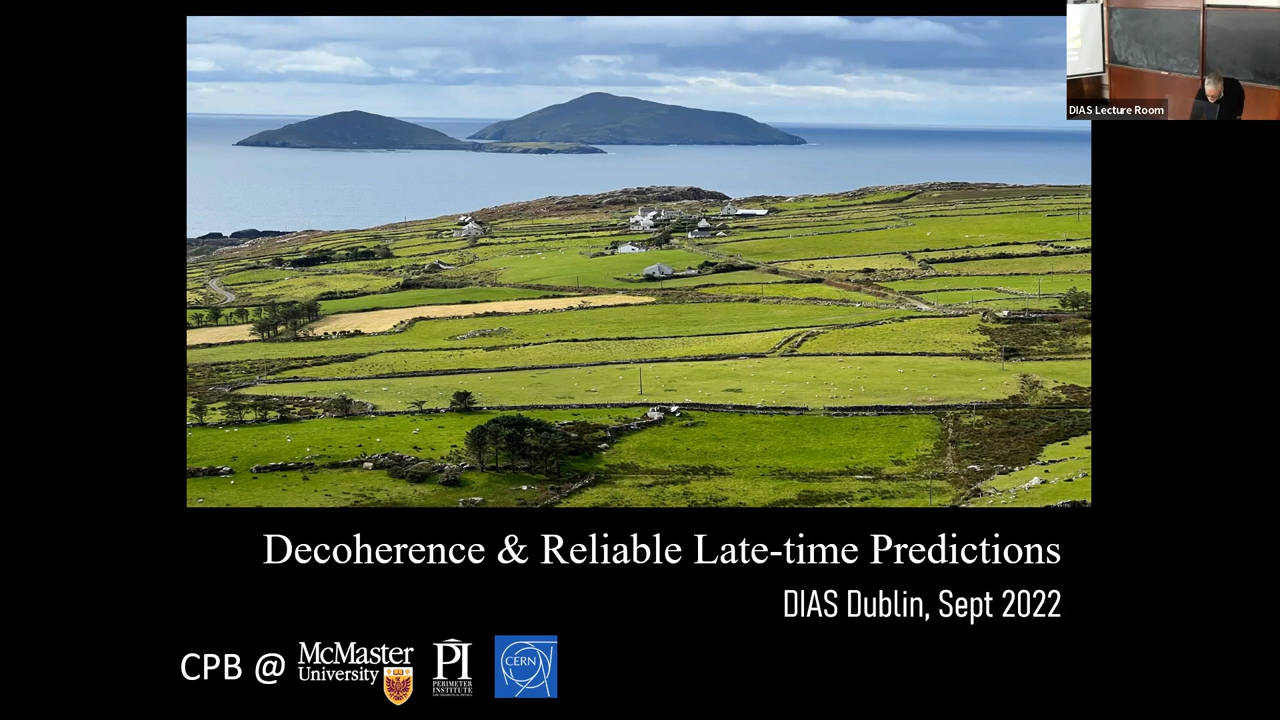 DIAS Lecture Room
Decoherence & Reliable Late-time Predictions
DIAS Dublin, Sept 2022
CPB @
McMaster
University
PI
PERIMETER
INSTITUTE
CERN